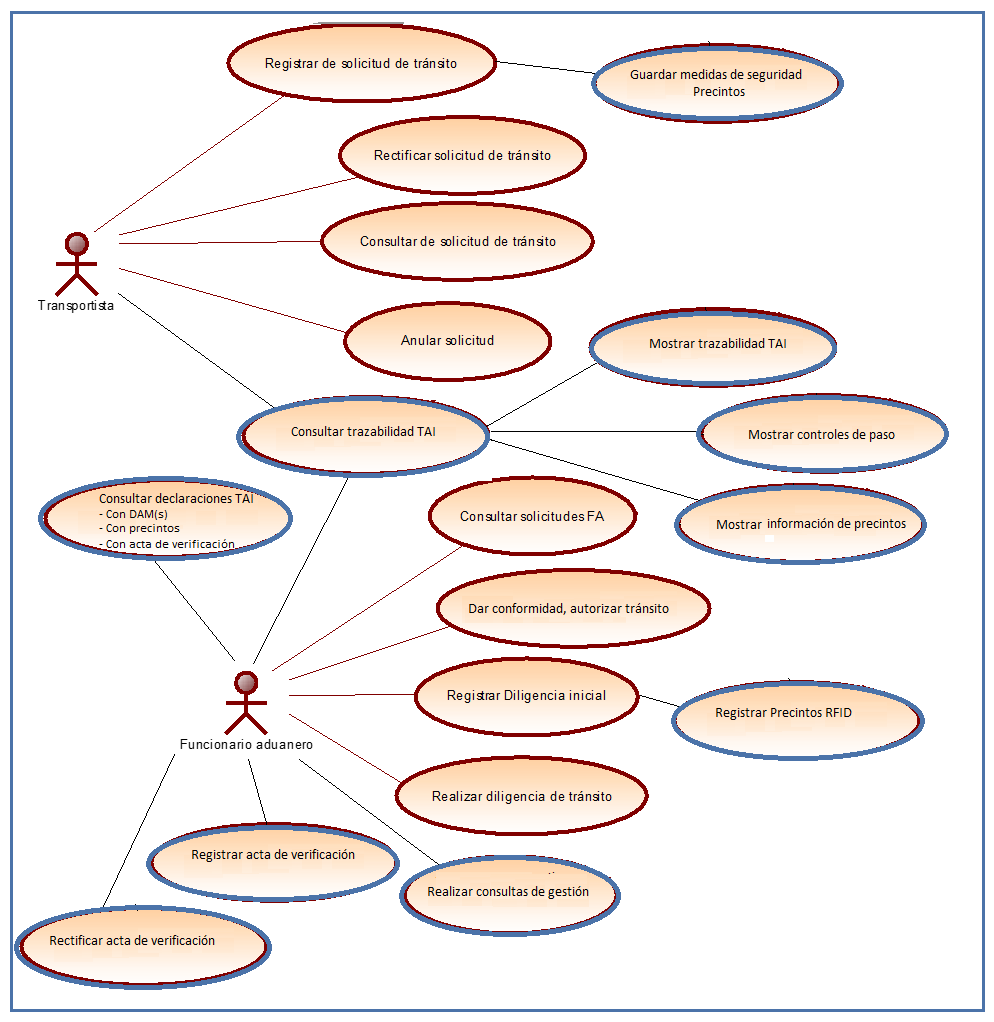 Registrar de solicitud de tránsito
Guardar medidas de seguridad
Precintos
Rectificar solicitud de tránsito
Consultar de solicitud de tránsito
Transportista
Anular solicitud
Mostrar trazabilidad TAI
Consultar trazabilidad TAI
Mostrar controles de paso
Consultar declaraciones TAI
- Con DAM(s)
- Con precintos
- Con acta de verificación
Consultar solicitudes FA
Mostrar información de precintos
Dar conformidad, autorizar tránsito
Registrar Diligencia inicial
Registrar Precintos RFID
Funcionario aduanero
Realizar diligencia de tránsito
Registrar acta de verificación
Realizar consultas de gestión
Rectificar acta de verificación